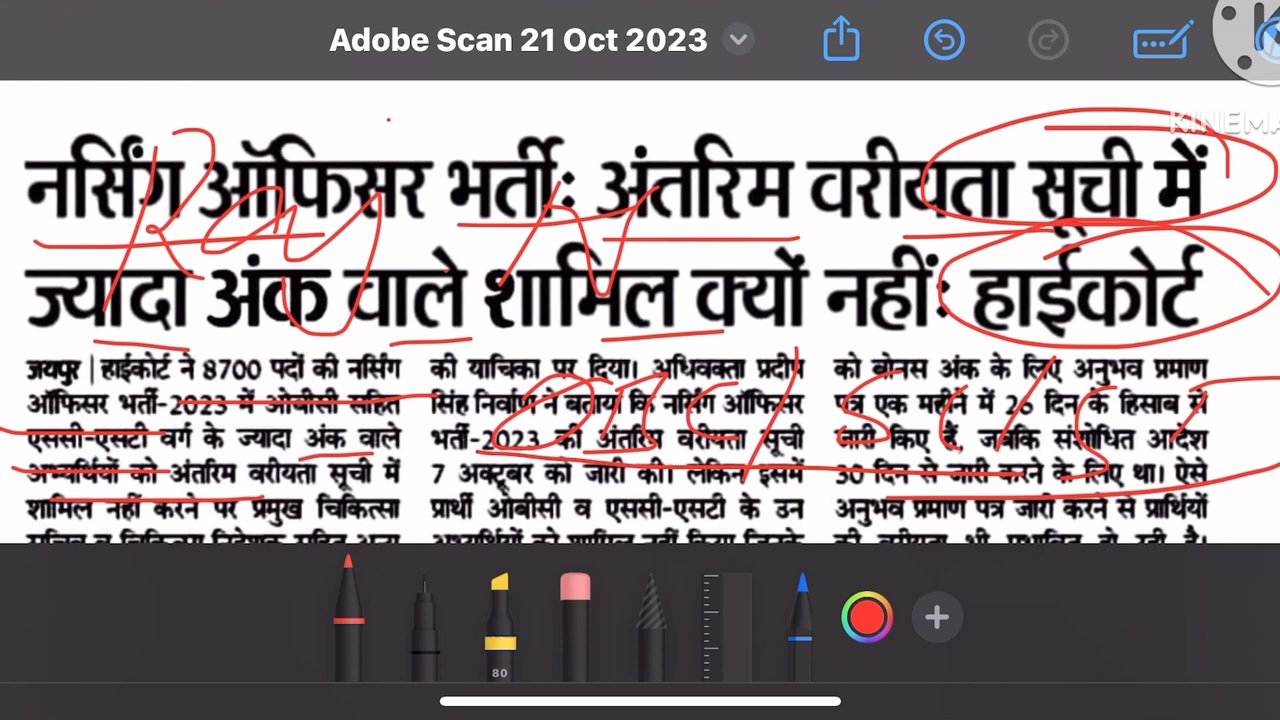 Adobe Scan 21 Oct 2023
KINEMA
नर्सिंग ऑफिसर भर्ती: अंतरिम वरीयता सूची में
ज्यादा अंक वाले शामिल क्यों नहीं: हाईकोर्ट
जयपुर | हाईकोर्ट ने 8700 पदों की नर्सिंग
ऑफिसर भर्ती-2023 में ओबीसी सहित
एससी-एसटी वर्ग के ज्यादा अंक वाले
अभ्यर्थियों को अंतरिम वरीयता सूची में
शामिल नहीं करने पर प्रमुख चिकित्सा
की याचिका पर दिया। अधिवक्ता प्रदीप
सिंह निर्वाण ने बताया कि नर्सिंग ऑफिसर
भर्ती-2023 की अंतरिम वरीयता सूची
7 अक्टूबर को जारी की। लेकिन इसमें
प्रार्थी ओबीसी व एससी-एसटी के उन
को बोनस अंक के लिए अनुभव प्रमाण
पत्र एक महीने में 26 दिन के हिसाब से
जारी किए हैं, जबकि संशोधित आदेश
30 दिन से जारी करने के लिए था। ऐसे
अनुभव प्रमाण पत्र जारी करने से प्रार्थियों
80